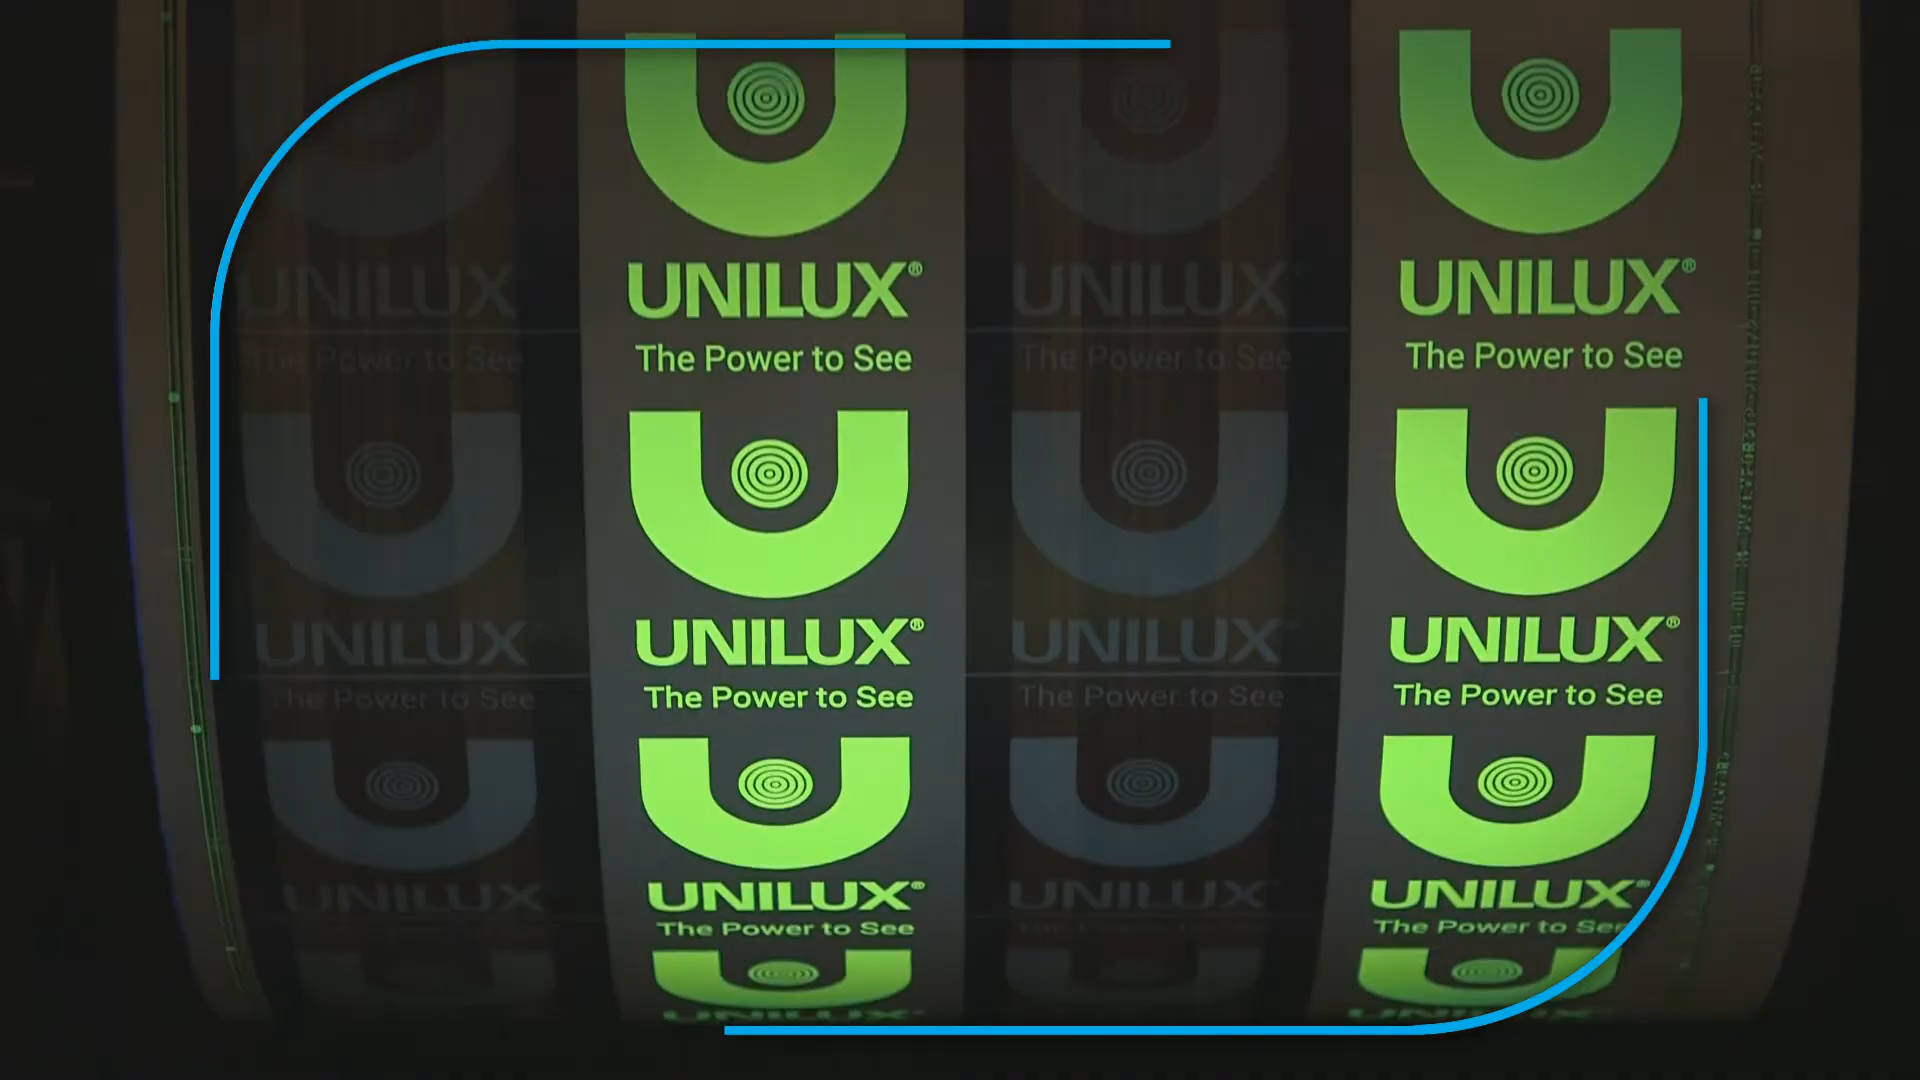 UNILUX® UNILUX UNILUX®
UNILUX
The Power to See The Power to See The Power to See The Power to See
UNILUX UNILUX® UNILUX UNILUX®
The Power to See The Power to See The Power to See The Power to See
UNILUX UNILUX® UNILUX UNILUX®
The Power to See The Power to See
UNILUX UNILUX